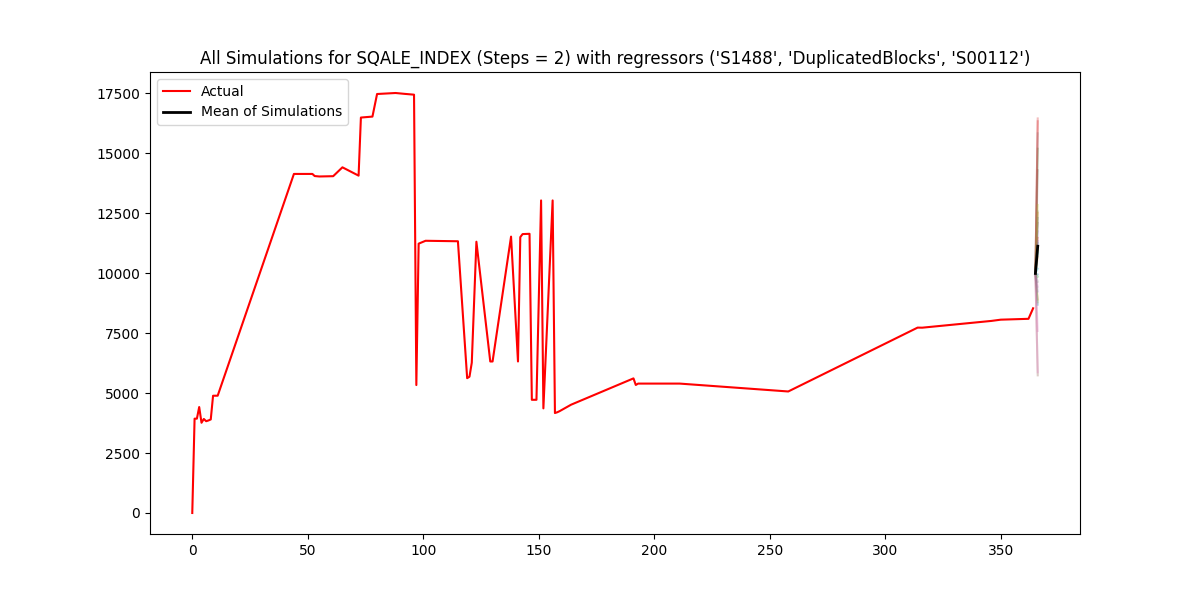 All Simulations for SQALE_INDEX (Steps = 2) with regressors ('S1488', 'DuplicatedBlocks', 'S00112')
Actual
Mean of Simulations
17500
15000
12500
10000
7500
5000
2500
0
0 50 100 150 200 250 300 350